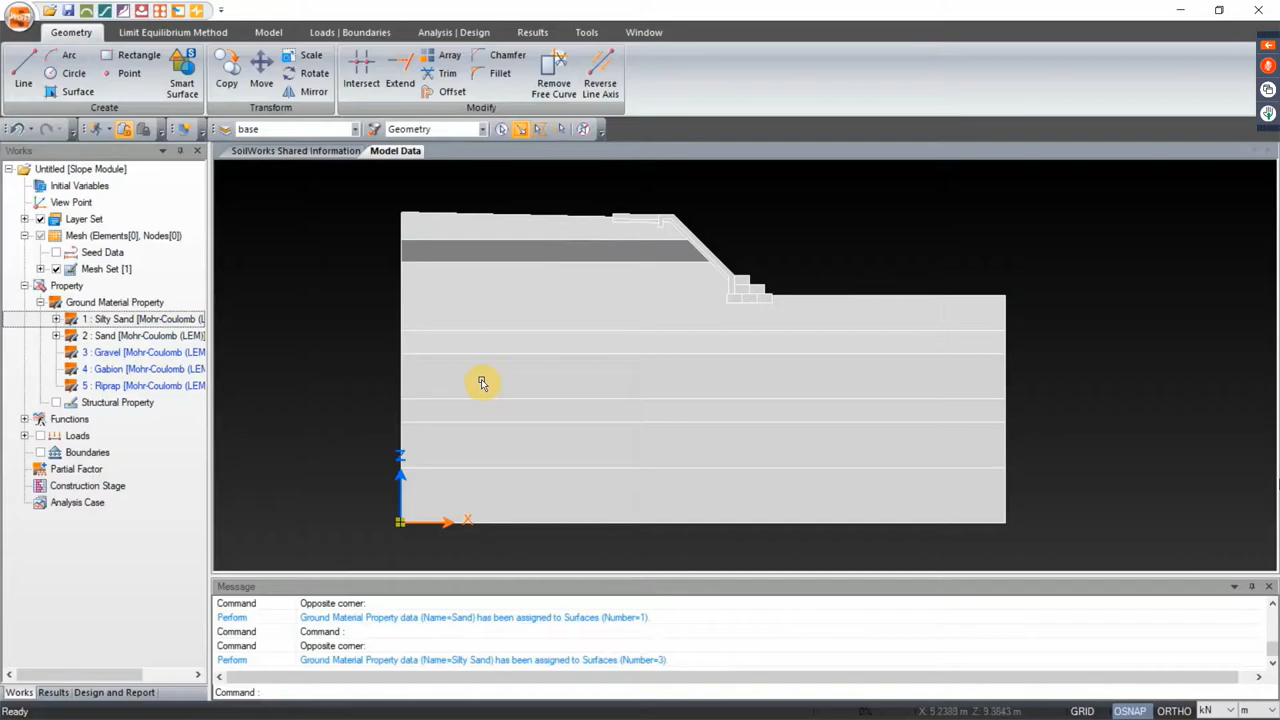 Geometry Limit Equilibrium Method Model Loads | Boundaries Analysis | Design Results Tools Window
Line Arc Rectangle Circle Point Surface Smart Surface Create
Copy Move Scale Rotate Mirror Transform
Intersect Extend Array Trim Offset Chamfer Fillet Remove Free Curve Reverse Line Axis Modify
base Geometry
Works
SoilWorks Shared Information Model Data
Untitled [Slope Module]
Initial Variables
View Point
Layer Set
Mesh (Elements[0], Nodes[0])
Seed Data
Mesh Set [1]
Property
Ground Material Property
1 : Silty Sand [Mohr-Coulomb (L
2 : Sand [Mohr-Coulomb (LEM)]
3 : Gravel [Mohr-Coulomb (LEM
4 : Gabion [Mohr-Coulomb (LEM
5 : Riprap [Mohr-Coulomb (LEM
Structural Property
Functions
Loads
Boundaries
Partial Factor
Construction Stage
Analysis Case
Z
X
Message
Command Opposite corner:
Perform Ground Material Property data (Name=Sand) has been assigned to Surfaces (Number=1).
Command Command :
Command Opposite corner:
Perform Ground Material Property data (Name=Silty Sand) has been assigned to Surfaces (Number=3).
Works Results Design and Report
Command :
Ready 0% X: 5.2389 m Z: 9.3843 m GRID OSNAP ORTHO kN m